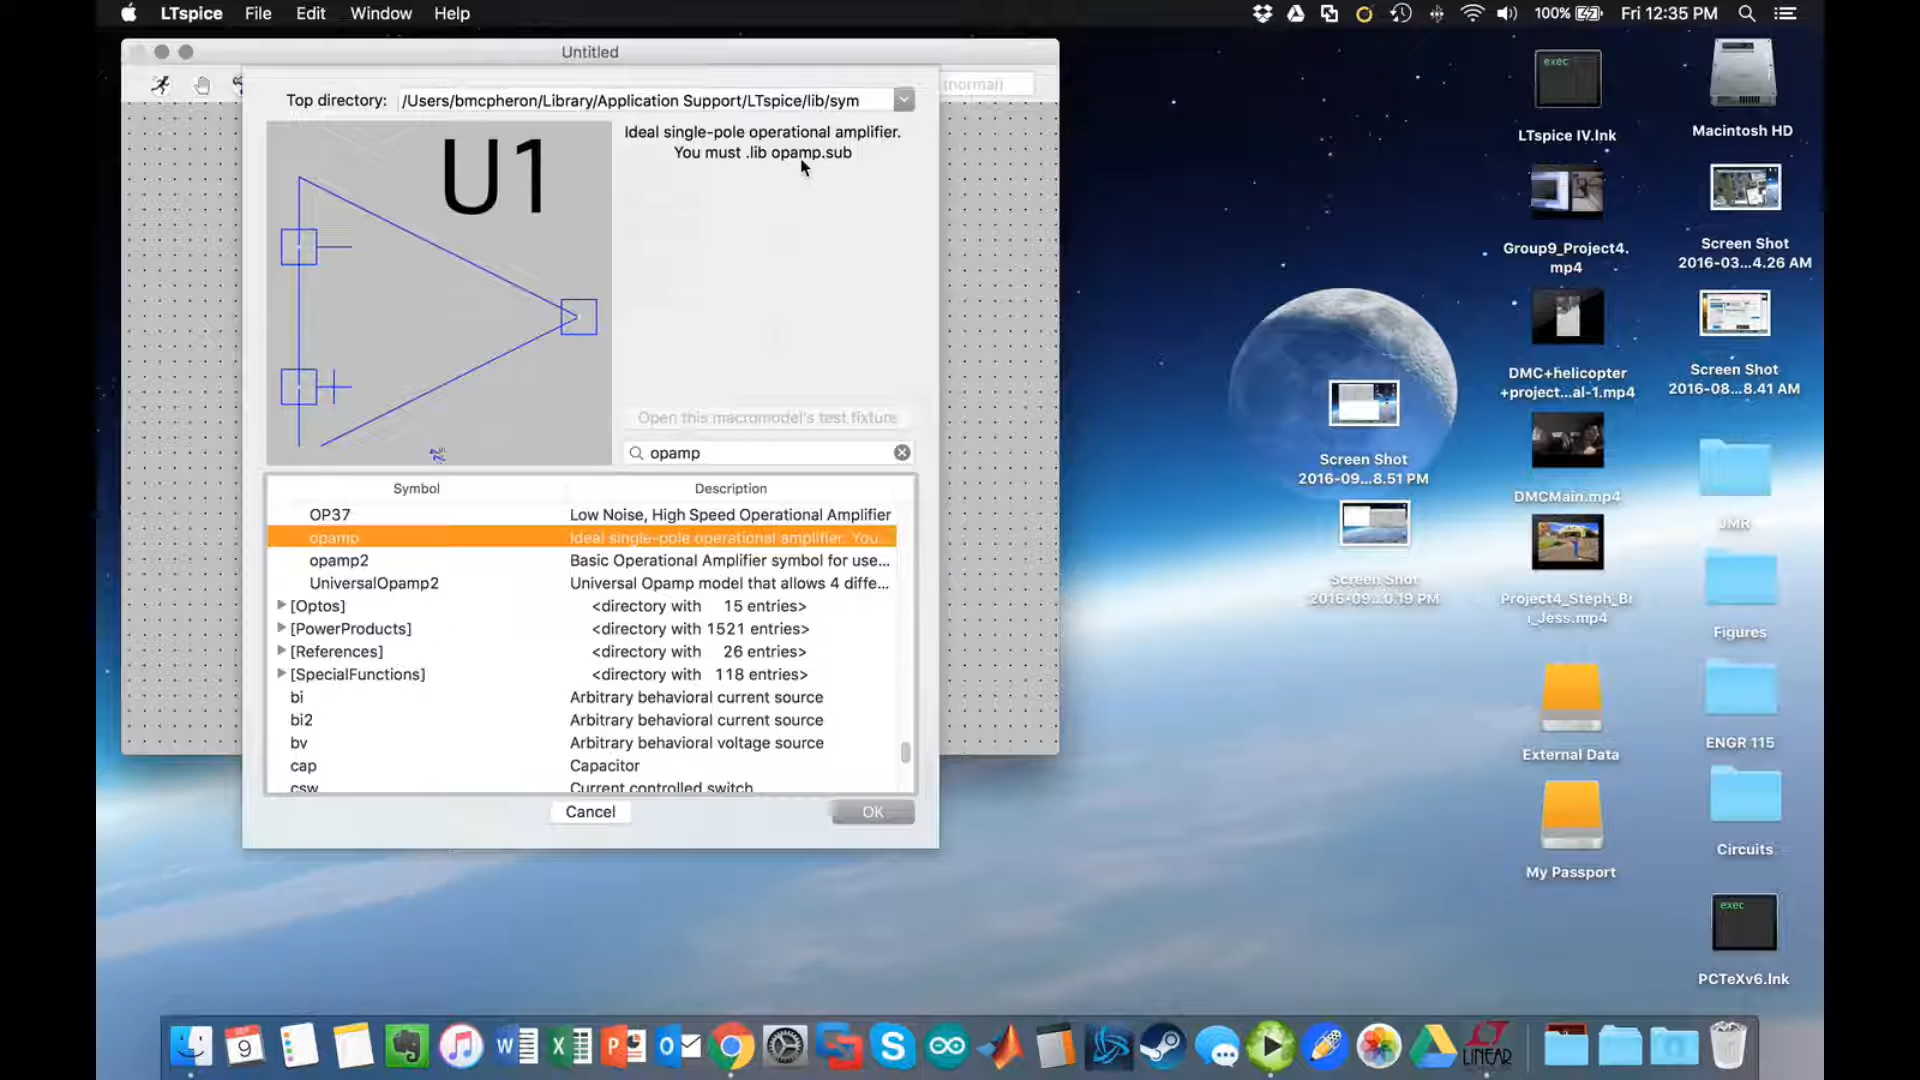 LTspice File Edit Window Help
100% Fri 12:35 PM
Untitled
(normal)
Top directory: /Users/bmcpheron/Library/Application Support/LTspice/lib/sym
U1
Ideal single-pole operational amplifier.
You must .lib opamp.sub
Open this macromodel's test fixture
opamp
Symbol Description
OP37 Low Noise, High Speed Operational Amplifier
opamp Ideal single-pole operational amplifier. You...
opamp2 Basic Operational Amplifier symbol for use...
UniversalOpamp2 Universal Opamp model that allows 4 diffe...
[Optos] <directory with 15 entries>
[PowerProducts] <directory with 1521 entries>
[References] <directory with 26 entries>
[SpecialFunctions] <directory with 118 entries>
bi Arbitrary behavioral current source
bi2 Arbitrary behavioral current source
bv Arbitrary behavioral voltage source
cap Capacitor
csw Current controlled switch
Cancel OK
exec
LTspice IV.lnk
Macintosh HD
Group9_Project4.
mp4
Screen Shot
2016-03...4.26 AM
DMC+helicopter
+project...al-1.mp4
Screen Shot
2016-08...8.41 AM
Screen Shot
2016-09...8.51 PM
DMCMain.mp4
JMR
Screen Shot
2016-09...0.19 PM
Project4_Steph_Br
i_Jess.mp4
Figures
External Data
ENGR 115
My Passport
Circuits
exec
PCTeXv6.lnk
SEP
9
LINEAR